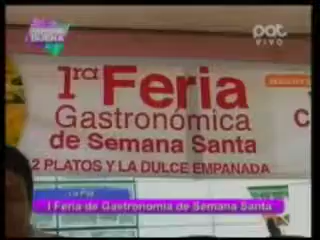 pat
VIVO
1ra Feria
Gastronómica
de Semana Santa
2 PLATOS Y LA DULCE EMPANADA
La Paz
I Feria de Gastronomia de Semana Santa